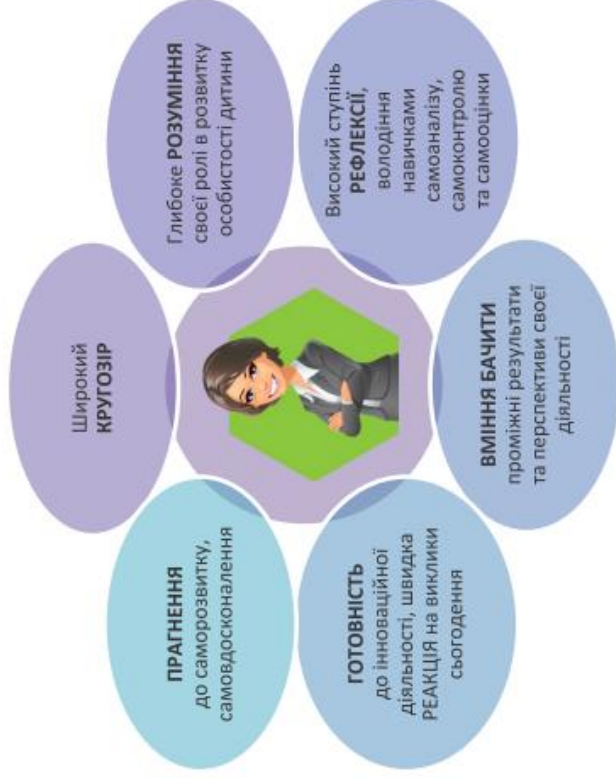 Широкий
КРУГОЗІР
Глибоке РОЗУМІННЯ
своєї ролі в розвитку
особистості дитини
Високий ступінь
РЕФЛЕКСІЇ,
володіння
навичками
самоаналізу,
самоконтролю
та самооцінки
ВМІННЯ БАЧИТИ
проміжні результати
та перспективи своєї
діяльності
ГОТОВНІСТЬ
до інноваційної
діяльності, швидка
РЕАКЦІЯ на виклики
сьогодення
ПРАГНЕННЯ
до саморозвитку,
самовдосконалення